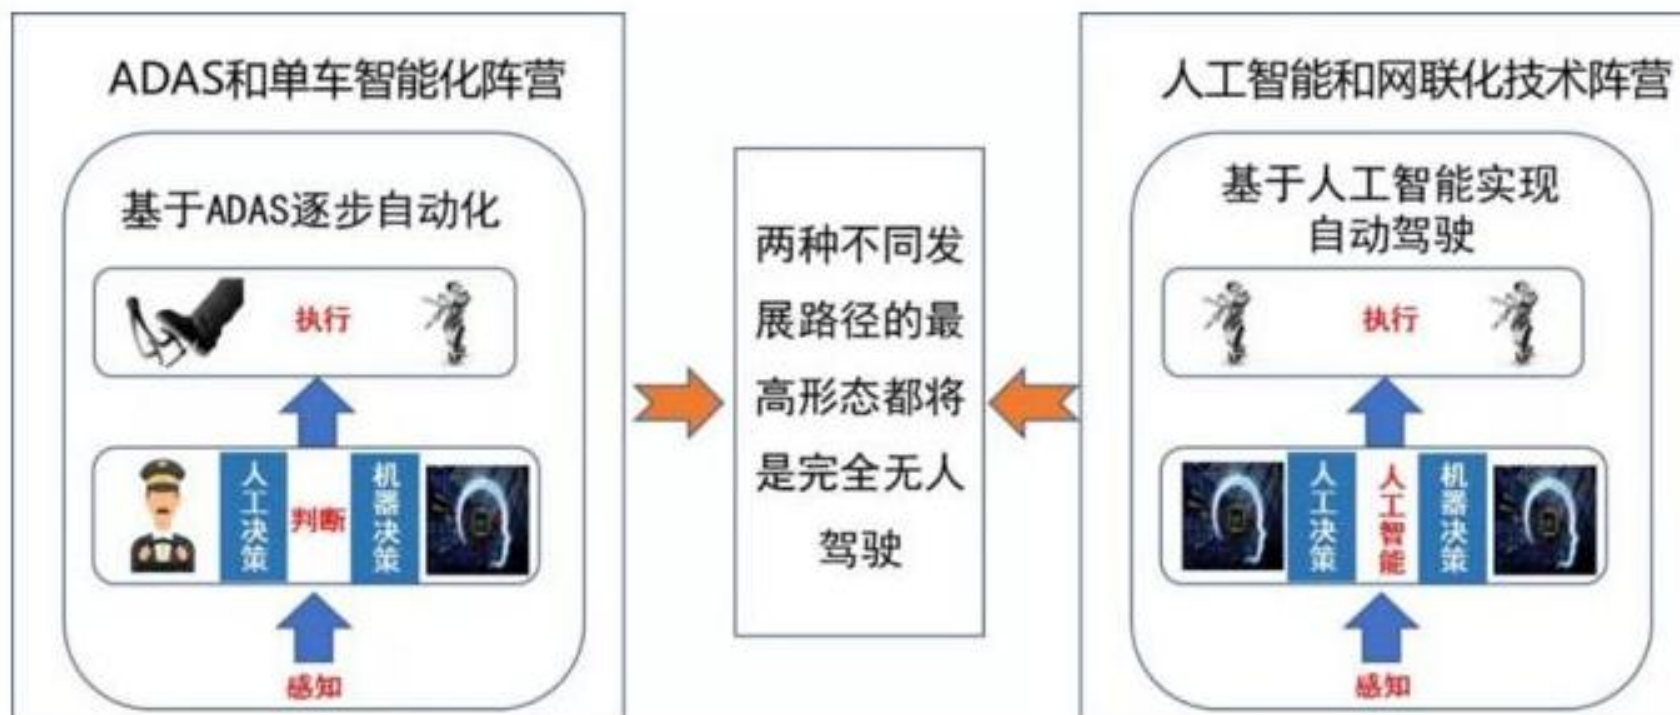 ADAS和单车智能化阵营
基于ADAS逐步自动化
执行
人工决策
判断
机器决策
感知
两种不同发
展路径的最
高形态都将
是完全无人
驾驶
人工智能和网联化技术阵营
基于人工智能实现
自动驾驶
执行
人工决策
人工智能
机器决策
感知